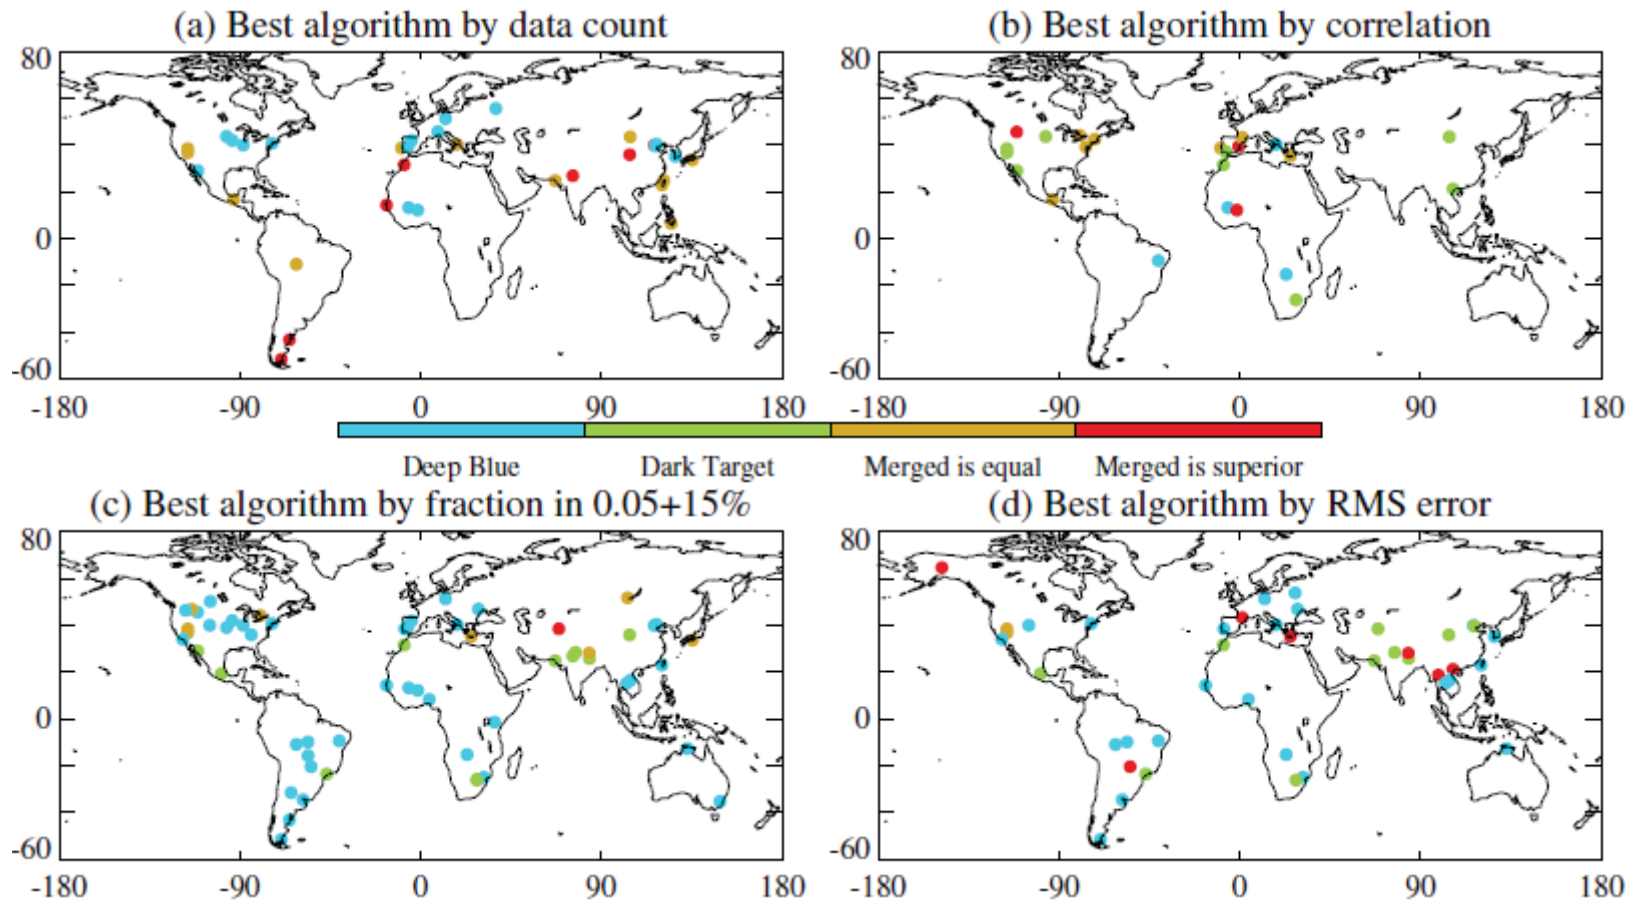 (a) Best algorithm by data count
(b) Best algorithm by correlation
80
0
-60
-180 -90 0 90 180
80
0
-60
-180 -90 0 90 180
Deep Blue Dark Target Merged is equal Merged is superior
(c) Best algorithm by fraction in 0.05+15%
(d) Best algorithm by RMS error
80
0
-60
-180 -90 0 90 180
80
0
-60
-180 -90 0 90 180